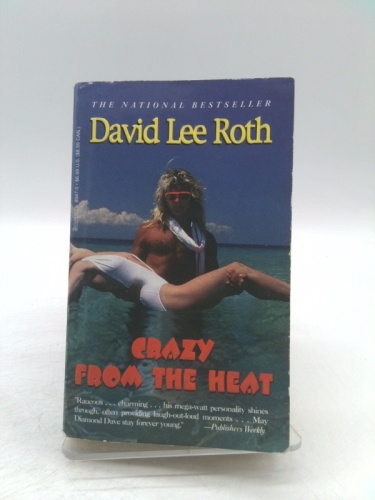 THE NATIONAL BESTSELLER
David Lee Roth
CRAZY
FROM THE HEAT
"Raucous . . . charming . . . his mega-watt personality shines
through, often providing laugh-out-loud moments . . . . May
Diamond Dave stay forever young."
—Publishers Weekly